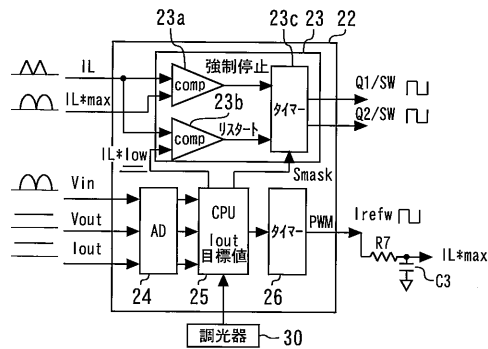 23a
23c 23 22
IL
IL*max
comp
強制停止
23b
comp
リスタート
タイマー
Q1/SW
Q2/SW
IL*low
Smask
Vin
Vout
Iout
AD
CPU
Iout
目標値
タイマー
PWM
Irefw
R7
IL*max
C3
24 25 26
調光器 30